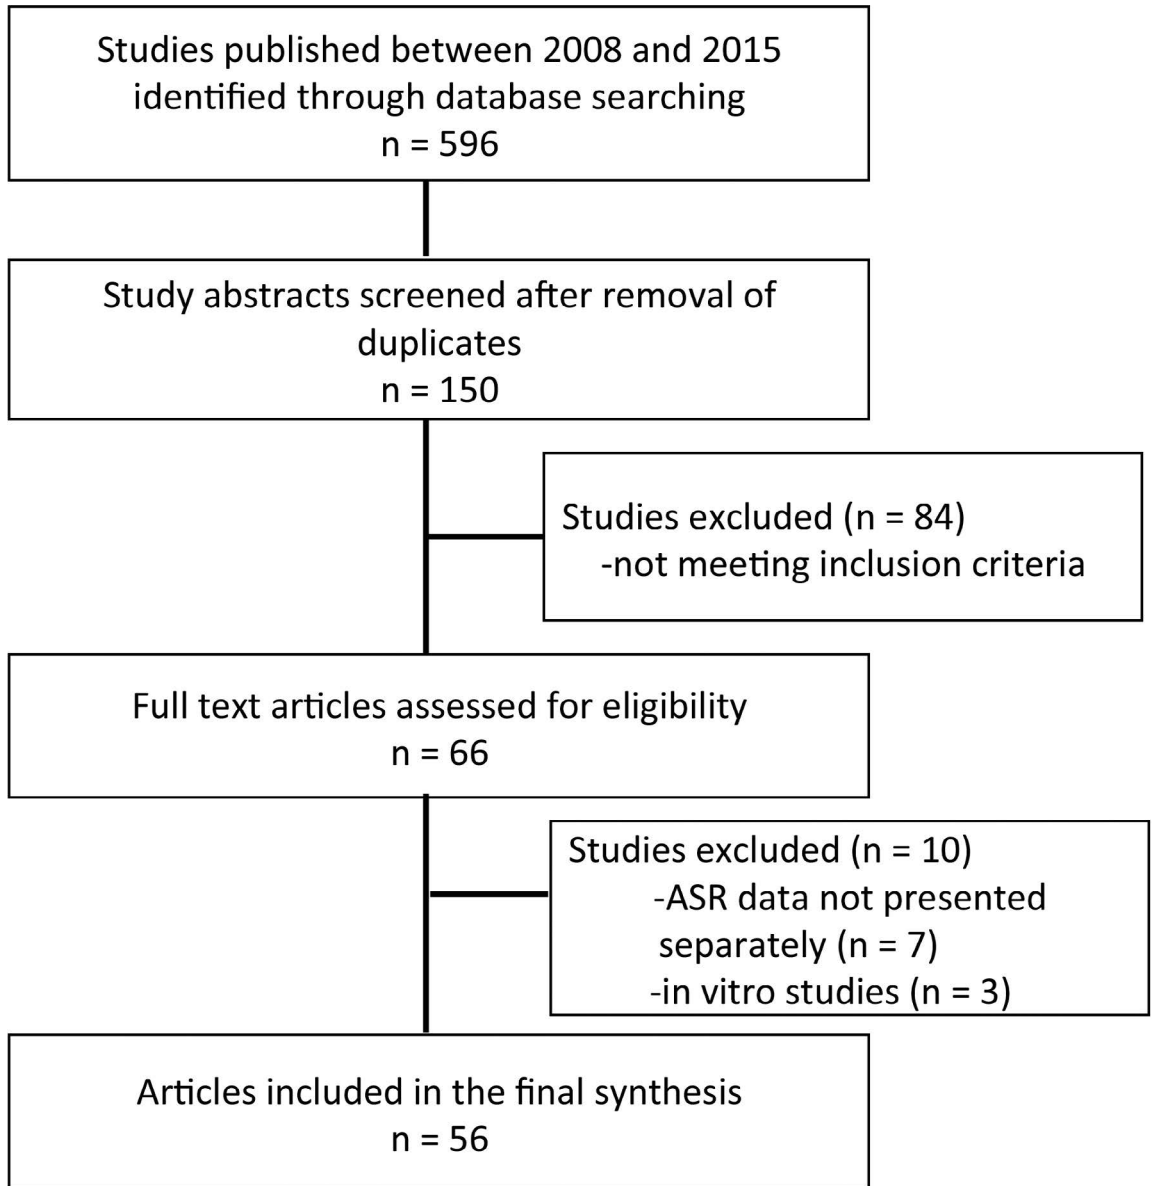 Studies published between 2008 and 2015
identified through database searching
n = 596
Study abstracts screened after removal of
duplicates
n = 150
Studies excluded (n = 84)
-not meeting inclusion criteria
Full text articles assessed for eligibility
n = 66
Studies excluded (n = 10)
-ASR data not presented
separately (n = 7)
-in vitro studies (n = 3)
Articles included in the final synthesis
n = 56